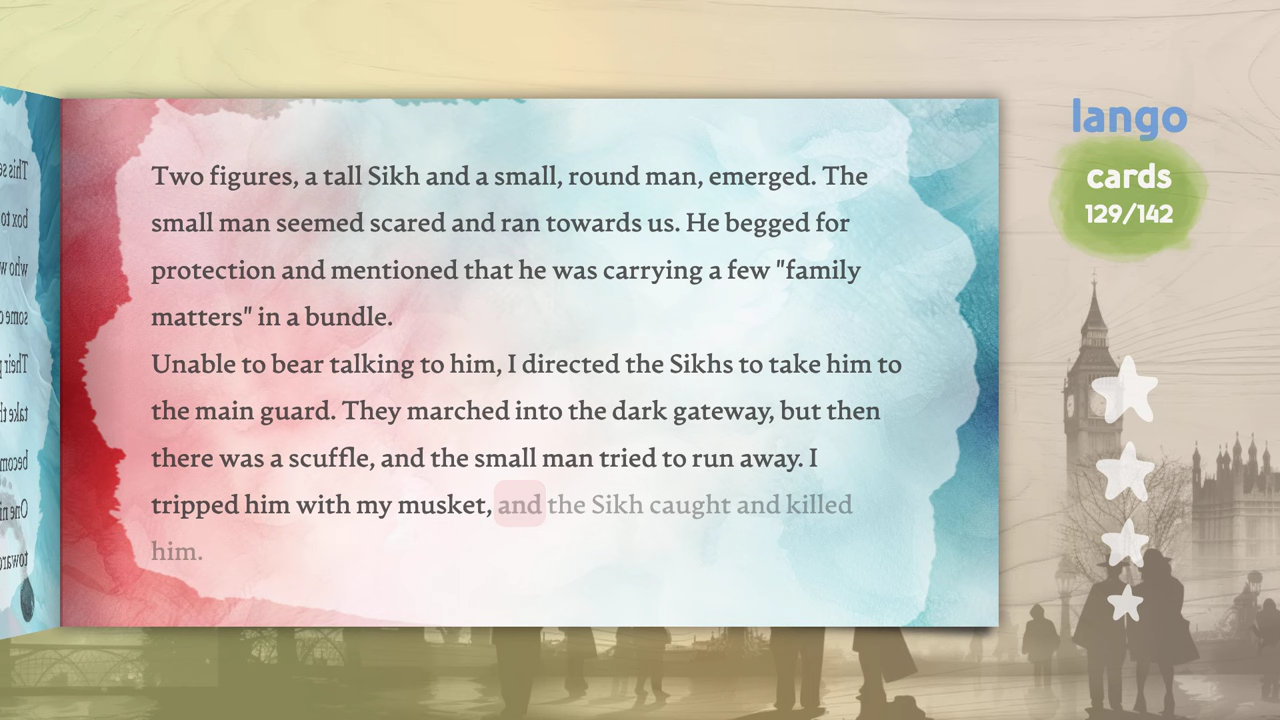 Two figures, a tall Sikh and a small, round man, emerged. The
small man seemed scared and ran towards us. He begged for
protection and mentioned that he was carrying a few "family
matters" in a bundle.
Unable to bear talking to him, I directed the Sikhs to take him to
the main guard. They marched into the dark gateway, but then
there was a scuffle, and the small man tried to run away. I
tripped him with my musket, and the Sikh caught and killed
him.
lango
cards
129/142